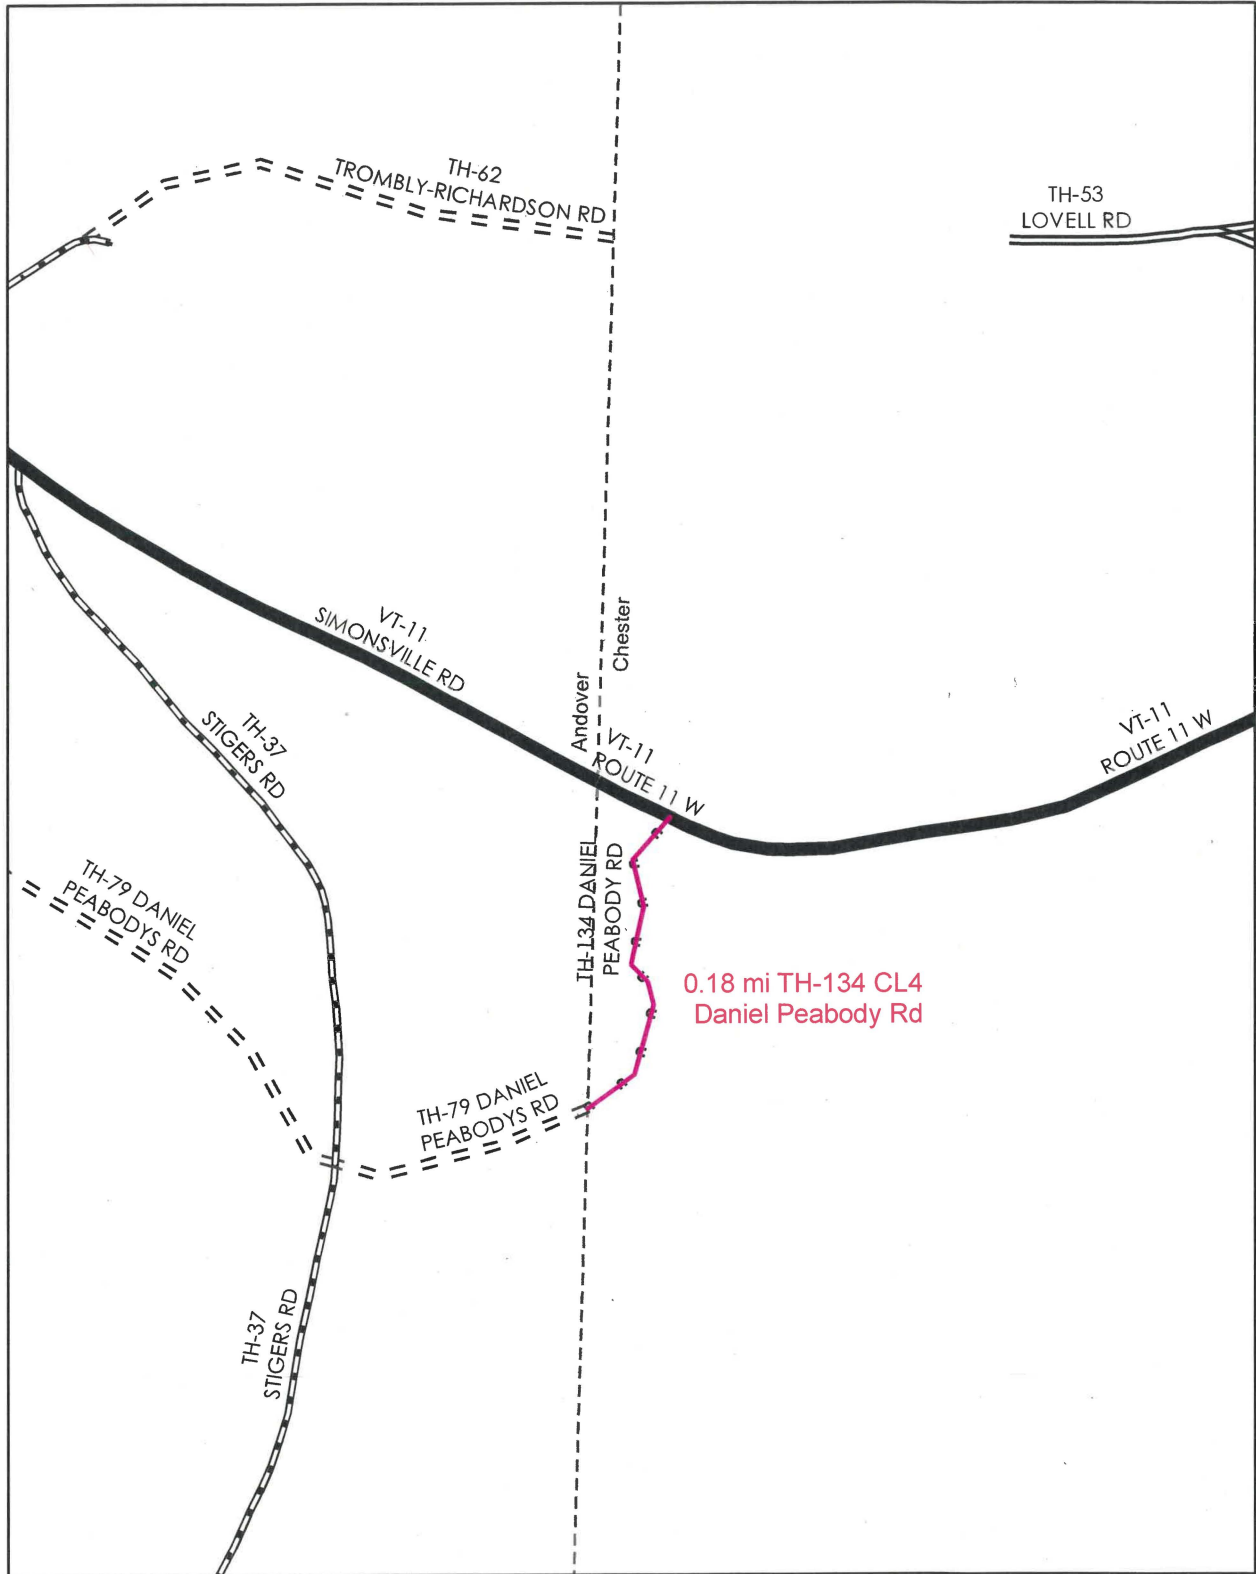 TH-62
TROMBLY-RICHARDSON RD
TH-53
LOVELL RD
VT-11
SIMONSVILLE RD
Andover
Chester
VT-11
ROUTE 11 W
VT-11
ROUTE 11 W
TH-37
STIGERS RD
TH-79 DANIEL
PEABODYS RD
TH-134 DANIEL
PEABODY RD
0.18 mi TH-134 CL4
Daniel Peabody Rd
TH-79 DANIEL
PEABODYS RD
TH-37
STIGERS RD